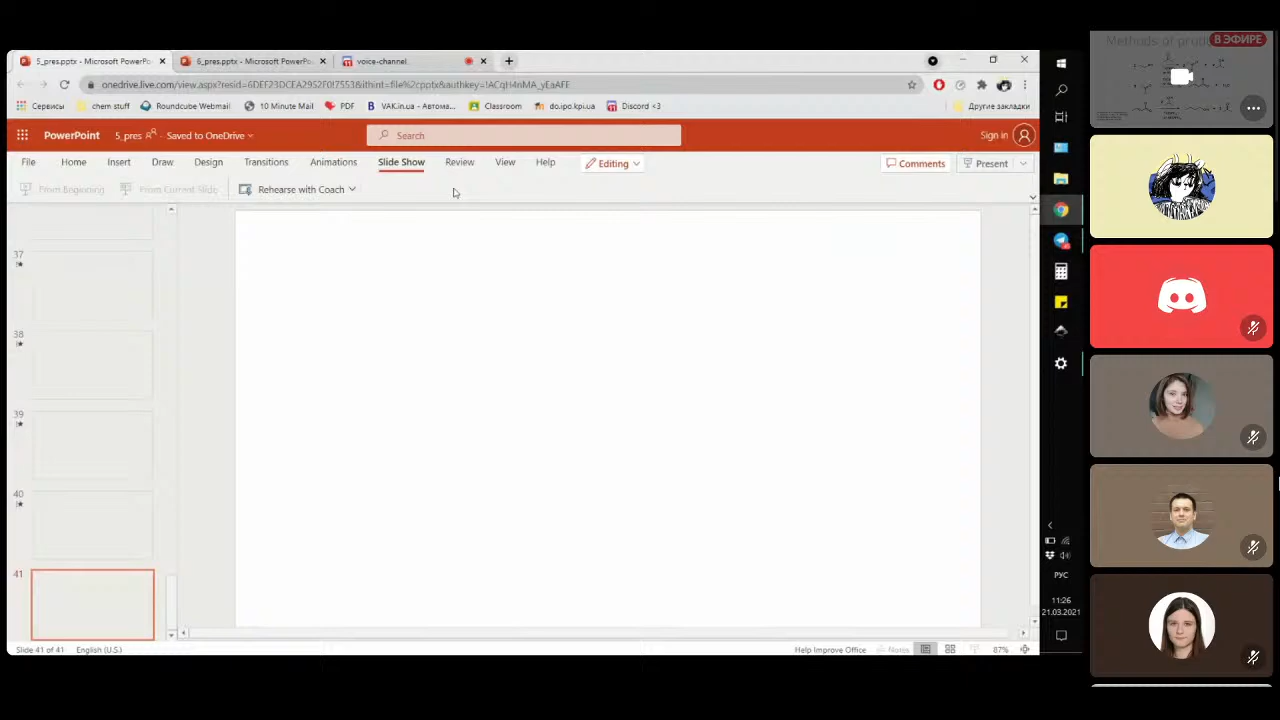 5_pres.pptx - Microsoft PowerPo
6_pres.pptx - Microsoft PowerPo
voice-channel
onedrive.live.com/view.aspx?resid=6DEF23DCEA2952F0!7553&ithint=file%2cpptx&authkey=!ACqH4nMA_yEaAFE
Сервисы
chem stuff
Roundcube Webmail
10 Minute Mail
PDF
VAK.in.ua - Автома...
Classroom
do.ipo.kpi.ua
Discord <3
Другие закладки
PowerPoint
5_pres
Saved to OneDrive
Search
Sign in
File
Home
Insert
Draw
Design
Transitions
Animations
Slide Show
Review
View
Help
Editing
Comments
Present
From Beginning
From Current Slide
Rehearse with Coach
37
38
39
40
41
Slide 41 of 41
English (U.S.)
Help Improve Office
Notes
87%
РУС
11:26
21.03.2021
Methods of prod
В ЭФИРЕ